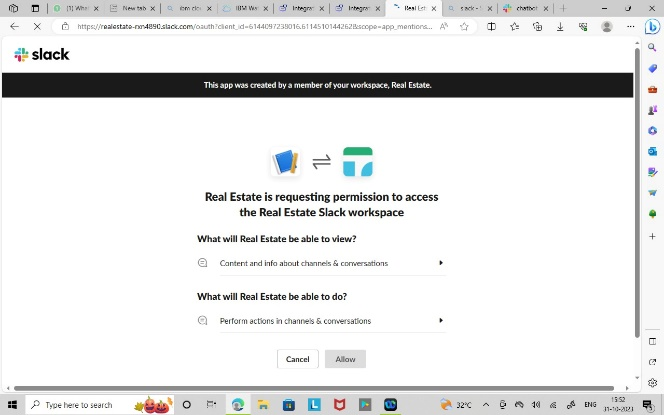 (1) What
New tab
ibm clou
IBM Wat
Integrat
Integrat
Real Est
slack -
chatbot
https://realestate-rxn4890.slack.com/oauth?client_id=6144097238016.6114510144262&scope=app_mentions...
slack
This app was created by a member of your workspace, Real Estate.
Real Estate is requesting permission to access
the Real Estate Slack workspace
What will Real Estate be able to view?
Content and info about channels & conversations
What will Real Estate be able to do?
Perform actions in channels & conversations
Cancel Allow
Type here to search
32°C
ENG
15:52
31-10-2023